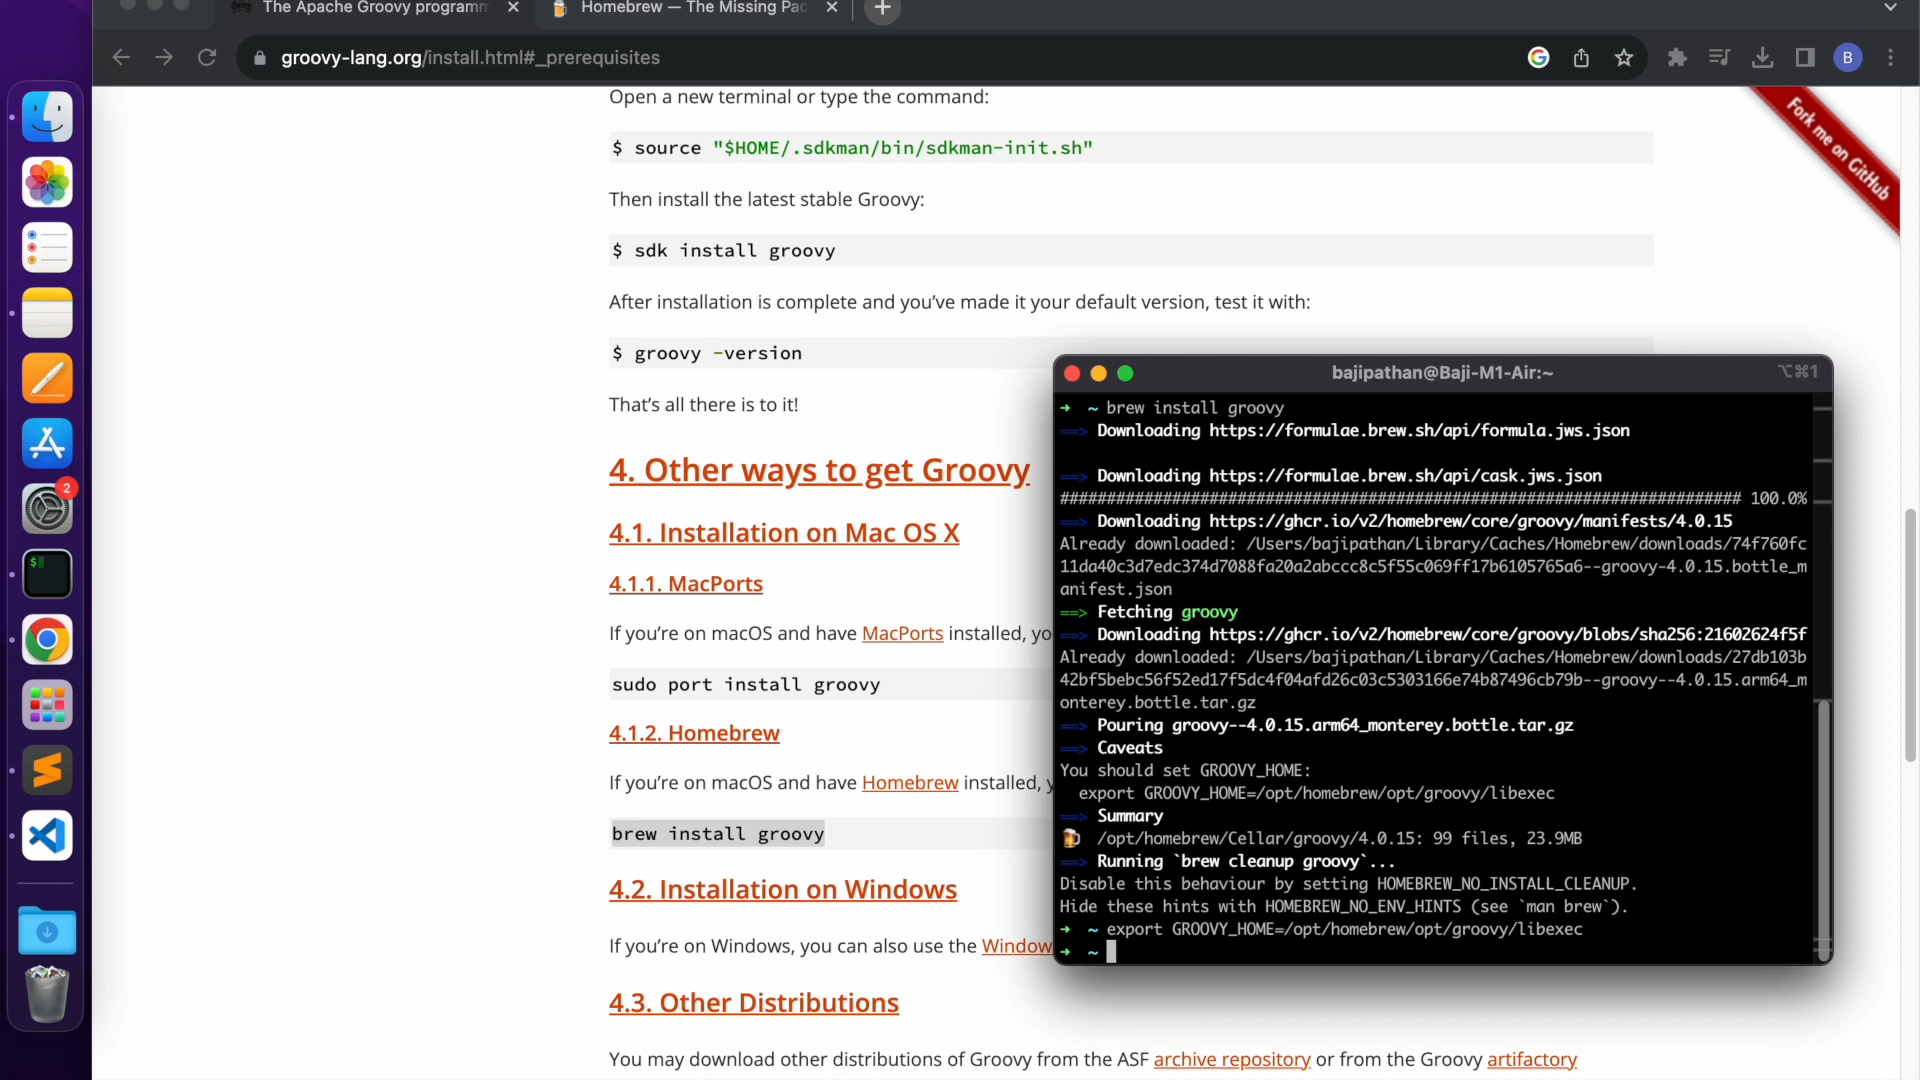 The Apache Groovy programm
Homebrew — The Missing Pac
groovy-lang.org/install.html#_prerequisites
B
Open a new terminal or type the command:
$ source "$HOME/.sdkman/bin/sdkman-init.sh"
Then install the latest stable Groovy:
$ sdk install groovy
After installation is complete and you’ve made it your default version, test it with:
$ groovy -version
That’s all there is to it!
4. Other ways to get Groovy
4.1. Installation on Mac OS X
4.1.1. MacPorts
If you’re on macOS and have MacPorts installed, yo
sudo port install groovy
4.1.2. Homebrew
If you’re on macOS and have Homebrew installed, y
brew install groovy
4.2. Installation on Windows
If you’re on Windows, you can also use the Window
4.3. Other Distributions
You may download other distributions of Groovy from the ASF archive repository or from the Groovy artifactory
Fork me on GitHub
2
$
bajipathan@Baji-M1-Air:~
⌥⌘1
➜ ~ brew install groovy
==> Downloading https://formulae.brew.sh/api/formula.jws.json
==> Downloading https://formulae.brew.sh/api/cask.jws.json
######################################################################### 100.0%
==> Downloading https://ghcr.io/v2/homebrew/core/groovy/manifests/4.0.15
Already downloaded: /Users/bajipathan/Library/Caches/Homebrew/downloads/74f760fc
11da40c3d7edc374d7088fa20a2abccc8c5f55c069ff17b6105765a6--groovy-4.0.15.bottle_m
anifest.json
==> Fetching groovy
==> Downloading https://ghcr.io/v2/homebrew/core/groovy/blobs/sha256:21602624f5f
Already downloaded: /Users/bajipathan/Library/Caches/Homebrew/downloads/27db103b
42bf5bebc56f52ed17f5dc4f04afd26c03c5303166e74b87496cb79b--groovy--4.0.15.arm64_m
onterey.bottle.tar.gz
==> Pouring groovy--4.0.15.arm64_monterey.bottle.tar.gz
==> Caveats
You should set GROOVY_HOME:
export GROOVY_HOME=/opt/homebrew/opt/groovy/libexec
==> Summary
🍺 /opt/homebrew/Cellar/groovy/4.0.15: 99 files, 23.9MB
==> Running `brew cleanup groovy`...
Disable this behaviour by setting HOMEBREW_NO_INSTALL_CLEANUP.
Hide these hints with HOMEBREW_NO_ENV_HINTS (see `man brew`).
➜ ~ export GROOVY_HOME=/opt/homebrew/opt/groovy/libexec
➜ ~